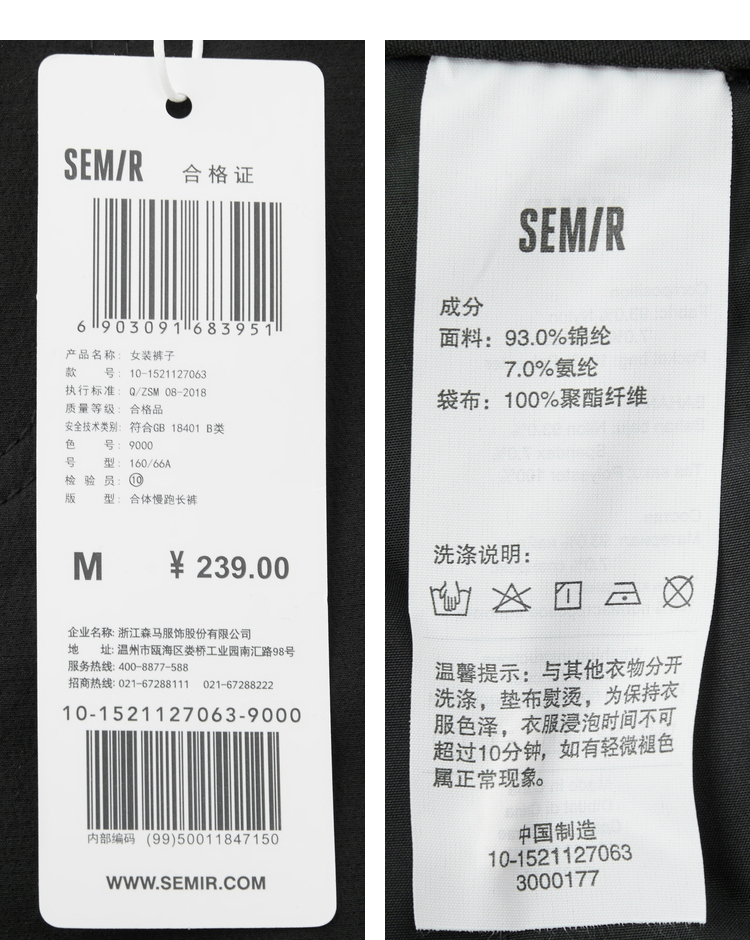 SEMIR 合格证
6 903091 683951
产品名称: 女装裤子
款 号: 10-1521127063
执行标准: Q/ZSM 08-2018
质量等级: 合格品
安全技术类别: 符合GB 18401 B类
色 号: 9000
号 型: 160/66A
检 验 员: ⑩
版 型: 合体慢跑长裤
M ¥ 239.00
企业名称: 浙江森马服饰股份有限公司
地 址: 温州市瓯海区娄桥工业园南汇路98号
服务热线: 400-8877-588
招商热线: 021-67288111 021-67288222
10-1521127063-9000
内部编码 (99)50011847150
WWW.SEMIR.COM
SEMIR
成分
面料: 93.0%锦纶
7.0%氨纶
袋布: 100%聚酯纤维
洗涤说明:
温馨提示: 与其他衣物分开
洗涤, 垫布熨烫, 为保持衣
服色泽, 衣服浸泡时间不可
超过10分钟, 如有轻微褪色
属正常现象。
中国制造
10-1521127063
3000177